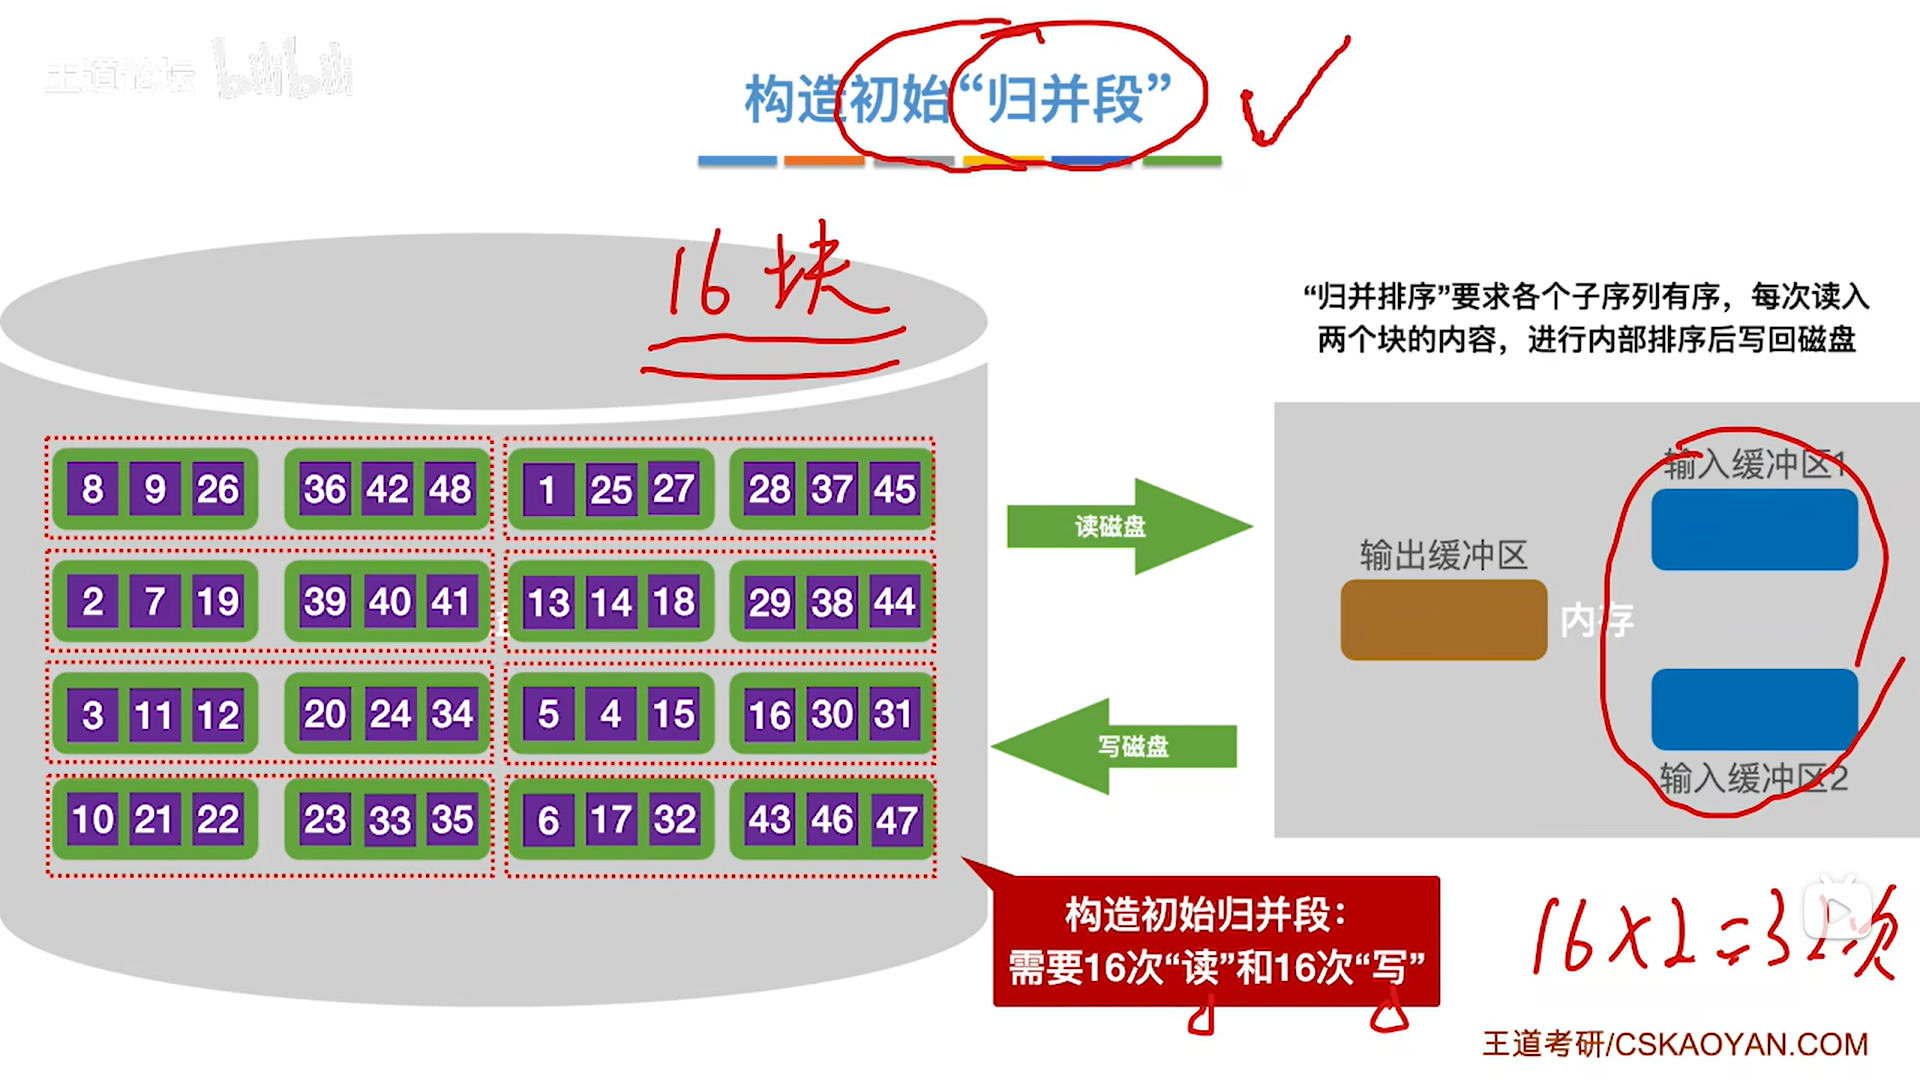 王道论坛 bilibili
构造初始“归并段”
16块
“归并排序”要求各个子序列有序，每次读入
两个块的内容，进行内部排序后写回磁盘
8 9 26 36 42 48 1 25 27 28 37 45
2 7 19 39 40 41 13 14 18 29 38 44
3 11 12 20 24 34 5 4 15 16 30 31
10 21 22 23 33 35 6 17 32 43 46 47
读磁盘
写磁盘
输入缓冲区1
输出缓冲区
内存
输入缓冲区2
构造初始归并段：
需要16次“读”和16次“写”
16×2=32次
王道考研/CSKAOYAN.COM